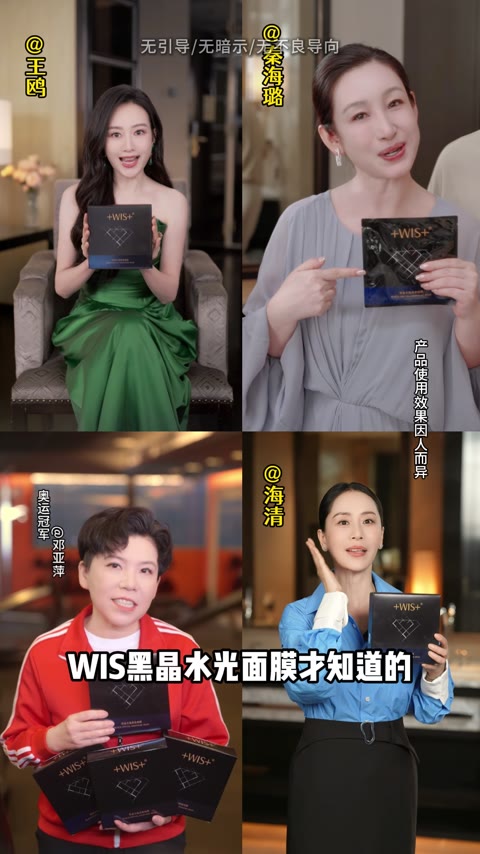 无引导/无暗示/无不良导向
@王鸥
@秦海璐
+WIS+
+WIS+
产品使用效果因人而异
奥运冠军
@邓亚萍
@海清
+WIS+
WIS黑晶水光面膜才知道的
+WIS+
+WIS+